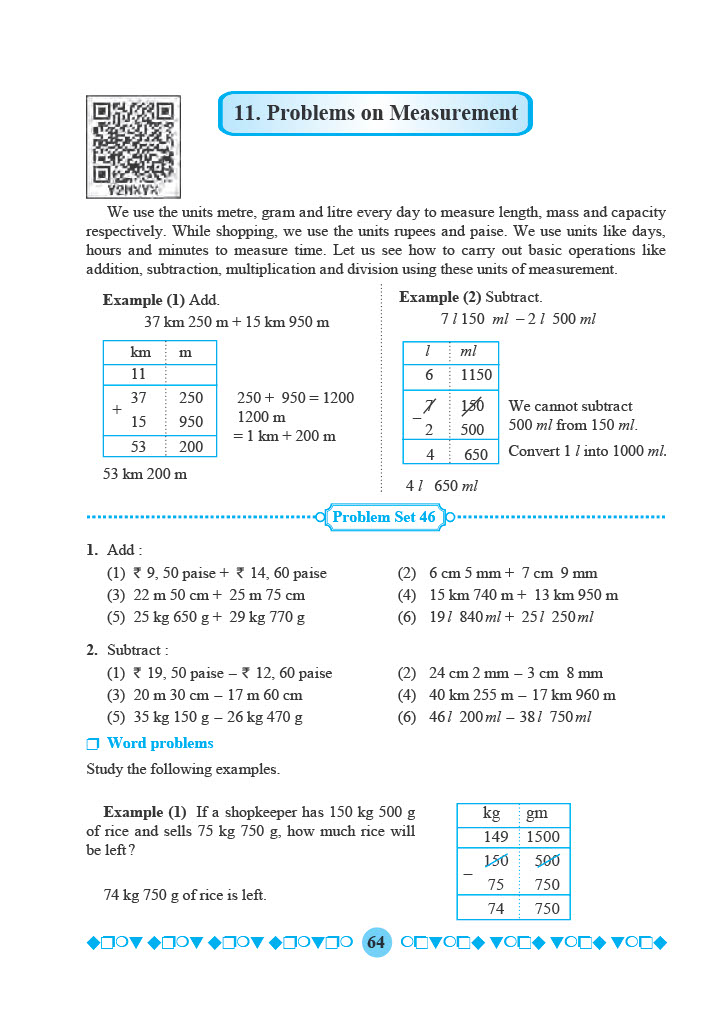 11. Problems on Measurement
Y2MXYX
We use the units metre, gram and litre every day to measure length, mass and capacity
respectively. While shopping, we use the units rupees and paise. We use units like days,
hours and minutes to measure time. Let us see how to carry out basic operations like
addition, subtraction, multiplication and division using these units of measurement.
Example (1) Add.
37 km 250 m + 15 km 950 m
km m
11
37 250
+
15 950
53 200
250 + 950 = 1200
1200 m
= 1 km + 200 m
53 km 200 m
Example (2) Subtract.
7 l 150 ml – 2 l 500 ml
l ml
6 1150
7 150
–
2 500
4 650
We cannot subtract
500 ml from 150 ml.
Convert 1 l into 1000 ml.
4 l 650 ml
Problem Set 46
1. Add :
(1) ₹ 9, 50 paise + ₹ 14, 60 paise (2) 6 cm 5 mm + 7 cm 9 mm
(3) 22 m 50 cm + 25 m 75 cm (4) 15 km 740 m + 13 km 950 m
(5) 25 kg 650 g + 29 kg 770 g (6) 19 l 840 ml + 25 l 250 ml
2. Subtract :
(1) ₹ 19, 50 paise – ₹ 12, 60 paise (2) 24 cm 2 mm – 3 cm 8 mm
(3) 20 m 30 cm – 17 m 60 cm (4) 40 km 255 m – 17 km 960 m
(5) 35 kg 150 g – 26 kg 470 g (6) 46 l 200 ml – 38 l 750 ml
❒ Word problems
Study the following examples.
Example (1) If a shopkeeper has 150 kg 500 g
of rice and sells 75 kg 750 g, how much rice will
be left?
74 kg 750 g of rice is left.
kg gm
149 1500
150 500
–
75 750
74 750
64